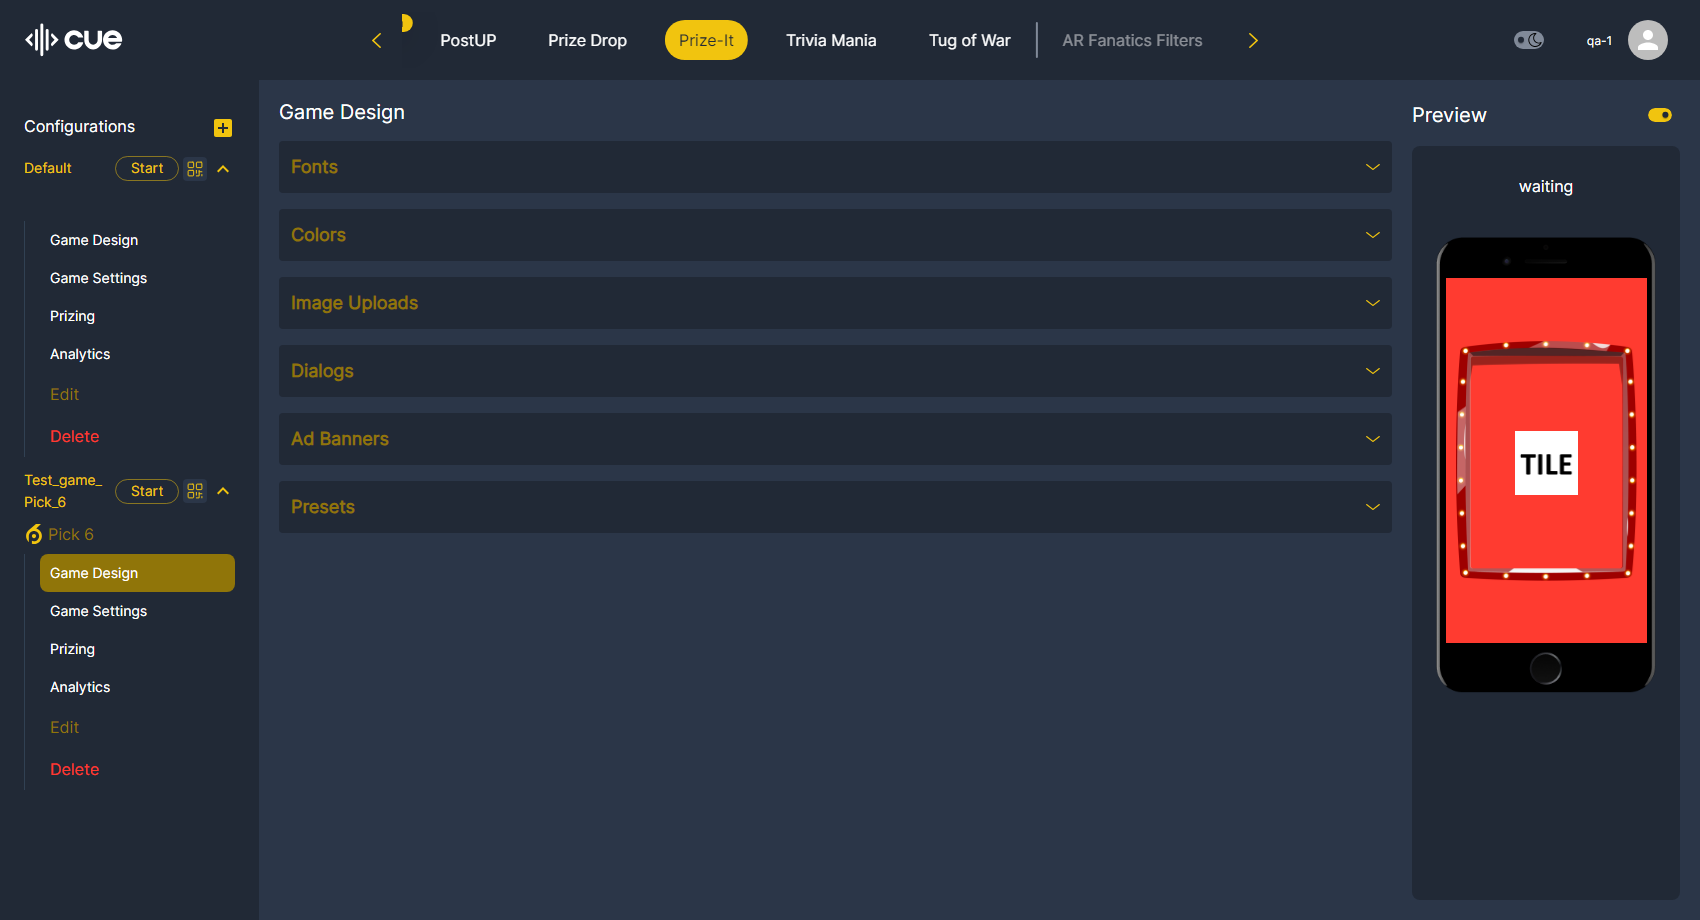 cue
PostUP
Prize Drop
Prize-It
Trivia Mania
Tug of War
AR Fanatics Filters
qa-1
Configurations
Default
Start
Game Design
Game Settings
Prizing
Analytics
Edit
Delete
Test_game_
Pick_6
Start
Pick 6
Game Design
Game Settings
Prizing
Analytics
Edit
Delete
Game Design
Fonts
Colors
Image Uploads
Dialogs
Ad Banners
Presets
Preview
waiting
TILE